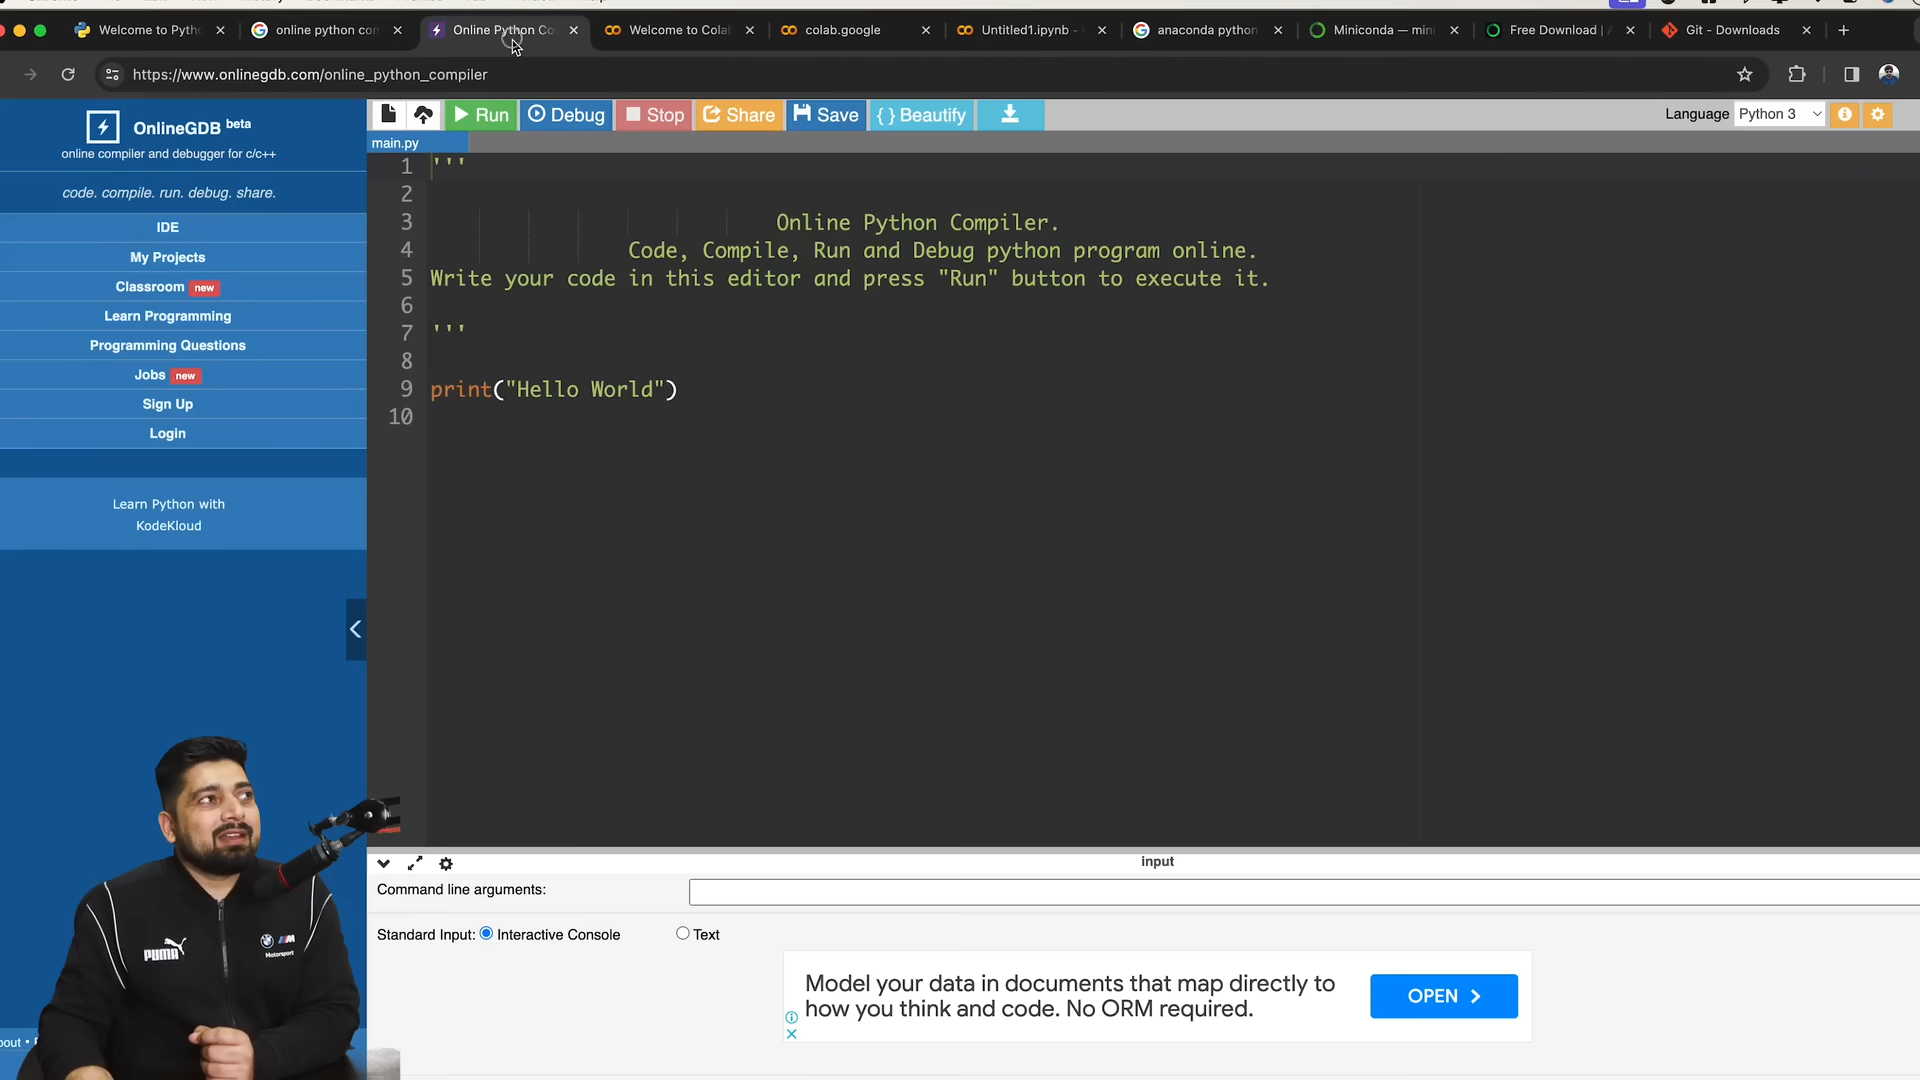 Welcome to Pytho
online python con
Online Python Co
Welcome to Cola
colab.google
Untitled1.ipynb -
anaconda python
Miniconda — mini
Free Download | A
Git - Downloads
https://www.onlinegdb.com/online_python_compiler
OnlineGDB beta
online compiler and debugger for c/c++
code. compile. run. debug. share.
IDE
My Projects
Classroom new
Learn Programming
Programming Questions
Jobs new
Sign Up
Login
Learn Python with
KodeKloud
Run
Debug
Stop
Share
Save
{ } Beautify
Language Python 3
main.py
1 '''
2
3 Online Python Compiler.
4 Code, Compile, Run and Debug python program online.
5 Write your code in this editor and press "Run" button to execute it.
6
7 '''
8
9 print("Hello World")
10
input
Command line arguments:
Standard Input: Interactive Console Text
Model your data in documents that map directly to
how you think and code. No ORM required.
OPEN
PUMA
Motorsport